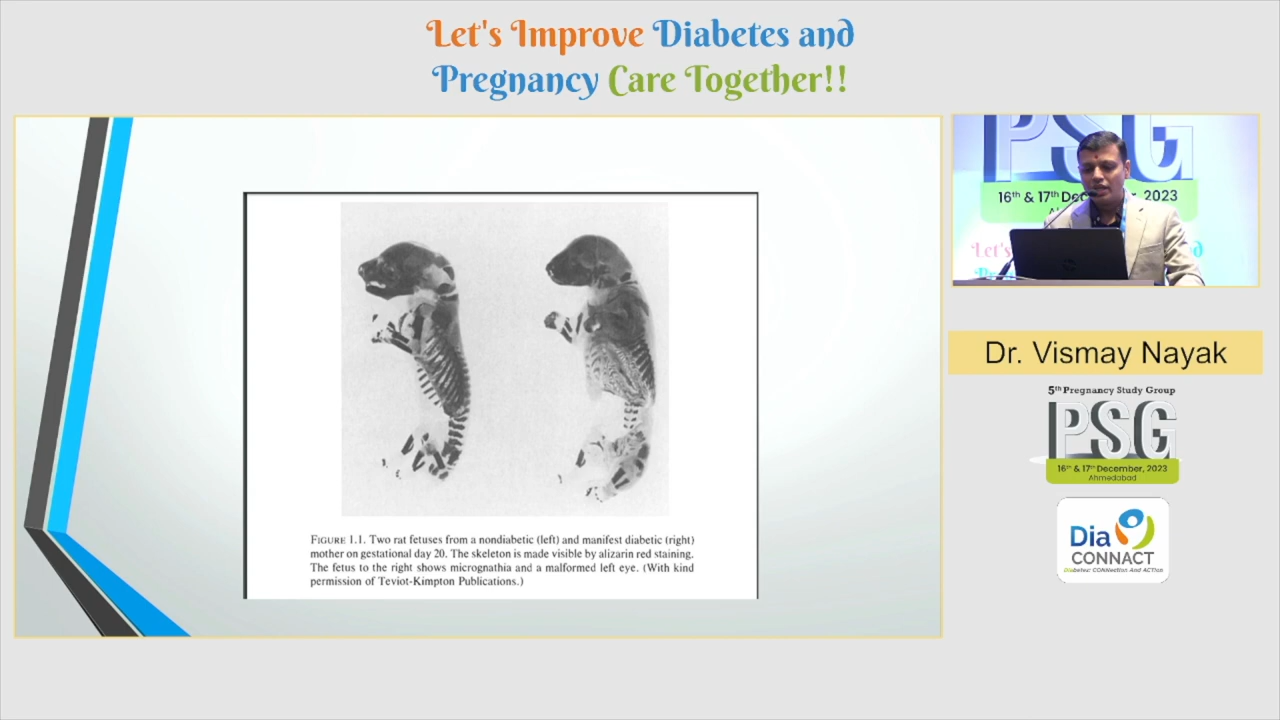 Let's Improve Diabetes and
Pregnancy Care Together!!
PSG
16th & 17th December, 2023
Let's
Dr. Vismay Nayak
5th Pregnancy Study Group
PSG
16th & 17th December, 2023
Ahmedabad
Dia
CONNACT
Diabetes: CONNection And ACTion
FIGURE 1.1. Two rat fetuses from a nondiabetic (left) and manifest diabetic (right)
mother on gestational day 20. The skeleton is made visible by alizarin red staining.
The fetus to the right shows micrognathia and a malformed left eye. (With kind
permission of Teviot-Kimpton Publications.)